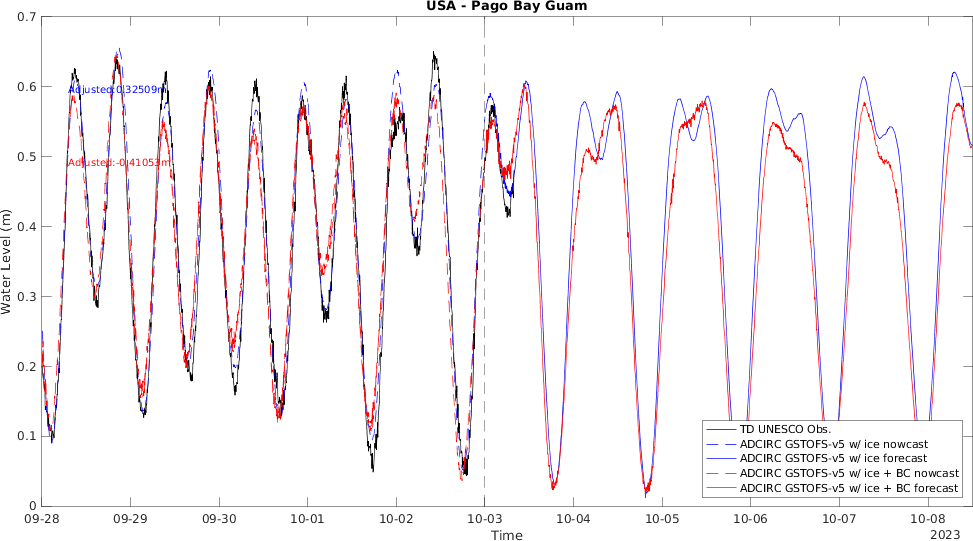 USA - Pago Bay Guam
0.7
0.6
0.5
0.4
0.3
0.2
0.1
0
Water Level (m)
Adjusted:0.32509m
Adjusted:-0.41053m
TD UNESCO Obs.
ADCIRC GSTOFS-v5 w/ ice nowcast
ADCIRC GSTOFS-v5 w/ ice forecast
ADCIRC GSTOFS-v5 w/ ice + BC nowcast
ADCIRC GSTOFS-v5 w/ ice + BC forecast
09-28 09-29 09-30 10-01 10-02 10-03 10-04 10-05 10-06 10-07 10-08
Time
2023